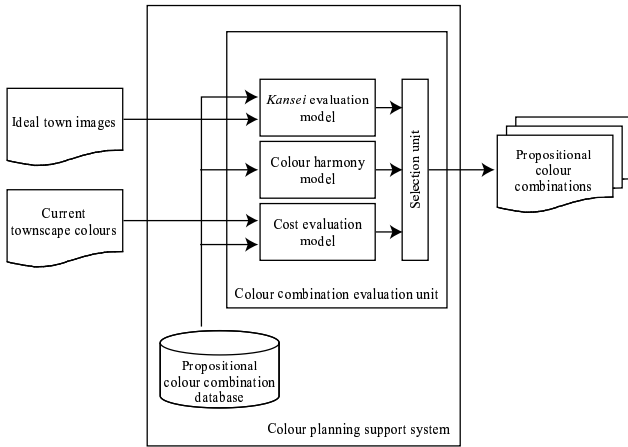 Ideal town images
Current
townscape colours
Kansei evaluation
model
Colour harmony
model
Cost evaluation
model
Selection unit
Colour combination evaluation unit
Propositional
colour combination
database
Colour planning support system
Propositional
colour
combinations